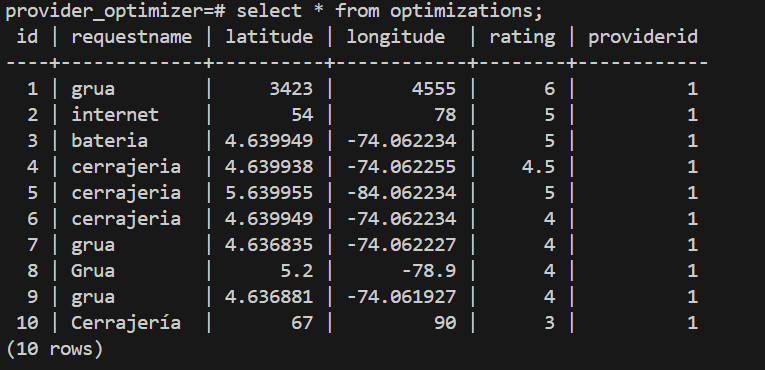 provider_optimizer=# select * from optimizations;
 id | requestname | latitude | longitude  | rating | providerid
----+-------------+----------+------------+--------+------------
  1 | grua        |     3423 |       4555 |      6 |          1
  2 | internet    |       54 |         78 |      5 |          1
  3 | bateria     | 4.639949 | -74.062234 |      5 |          1
  4 | cerrajeria  | 4.639938 | -74.062255 |    4.5 |          1
  5 | cerrajeria  | 5.639955 | -84.062234 |      5 |          1
  6 | cerrajeria  | 4.639949 | -74.062234 |      4 |          1
  7 | grua        | 4.636835 | -74.062227 |      4 |          1
  8 | Grua        |      5.2 |      -78.9 |      4 |          1
  9 | grua        | 4.636881 | -74.061927 |      4 |          1
 10 | Cerrajería  |       67 |         90 |      3 |          1
(10 rows)